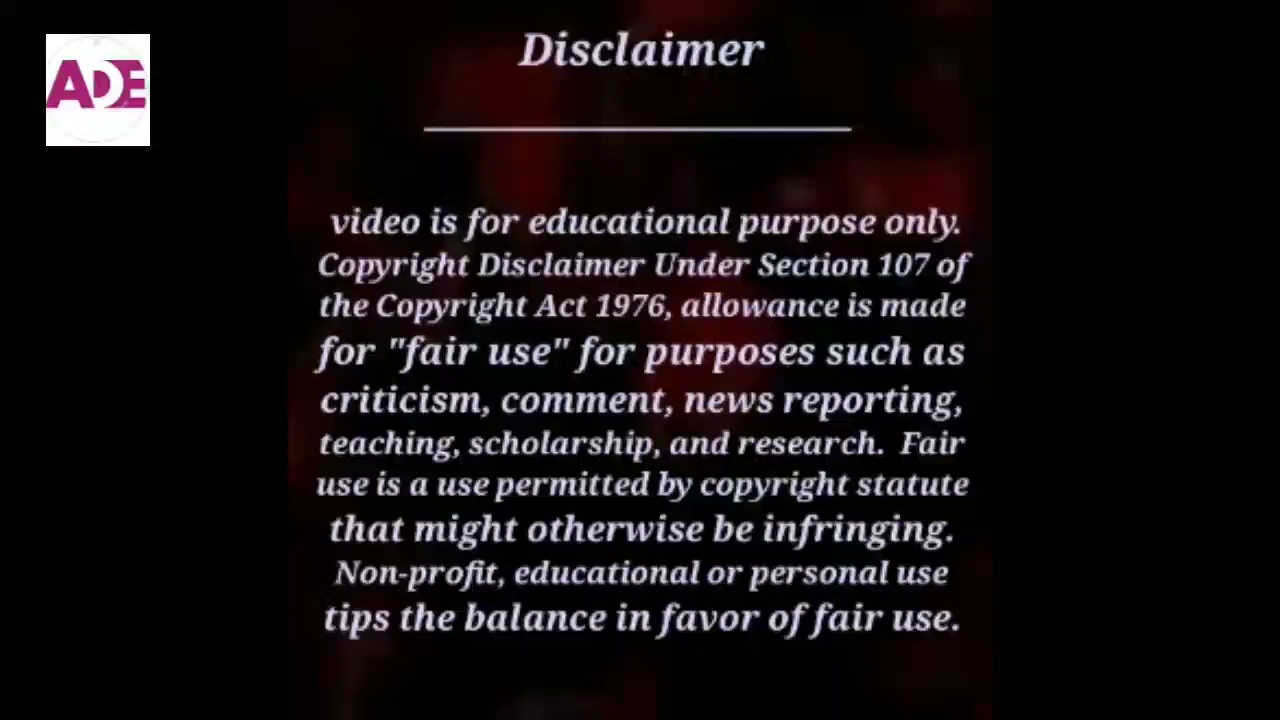 Disclaimer
ADE
video is for educational purpose only.
Copyright Disclaimer Under Section 107 of
the Copyright Act 1976, allowance is made
for "fair use" for purposes such as
criticism, comment, news reporting,
teaching, scholarship, and research.  Fair
use is a use permitted by copyright statute
that might otherwise be infringing.
Non-profit, educational or personal use
tips the balance in favor of fair use.